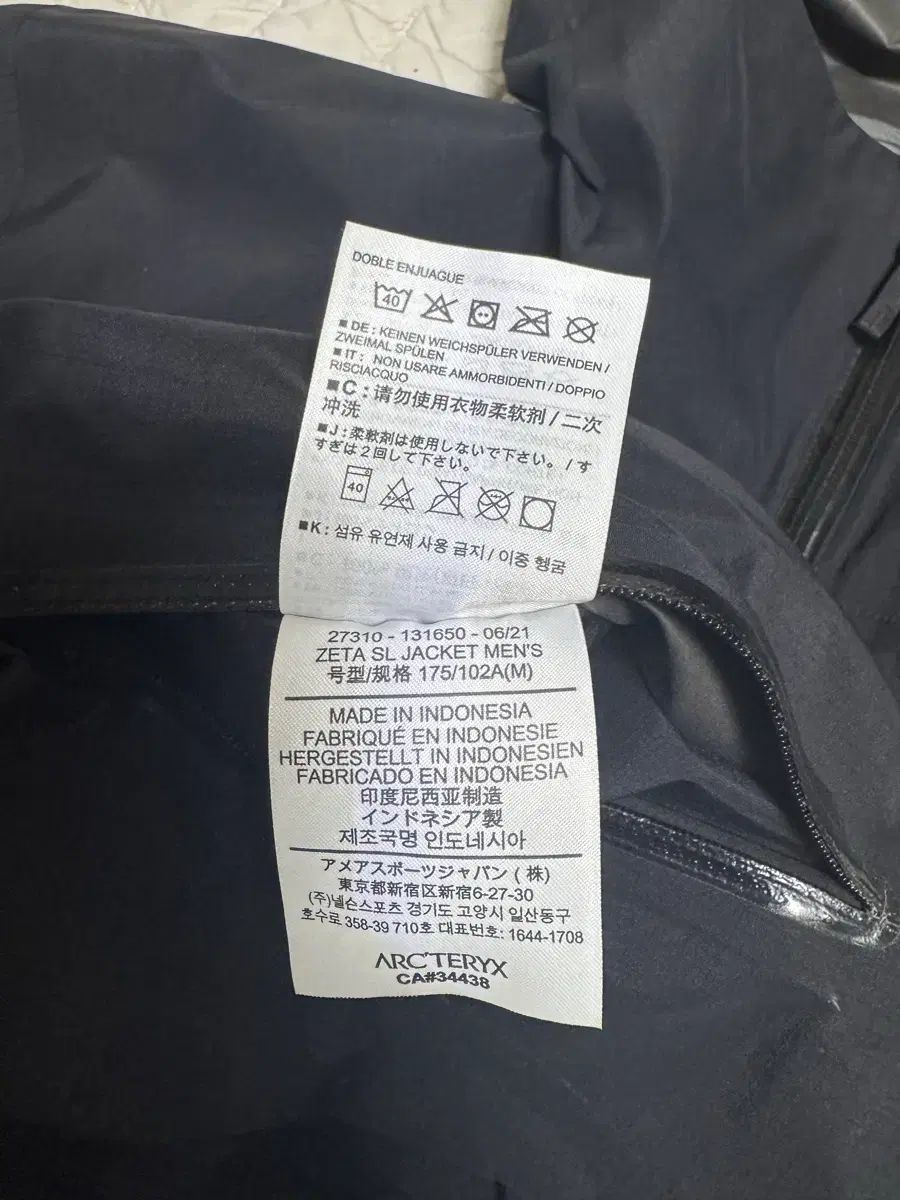 DOBLE ENJUAGUE
40
■ DE : KEINEN WEICHSPÜLER VERWENDEN /
ZWEIMAL SPÜLEN
■ IT : NON USARE AMMORBIDENTI / DOPPIO
RISCIACQUO
■ C : 请勿使用衣物柔软剂 / 二次
冲洗
■ J : 柔軟剤は使用しないで下さい。 / す
すぎは２回して下さい。
40
■ K : 섬유 유연제 사용 금지 / 이중 헹굼
27310 - 131650 - 06/21
ZETA SL JACKET MEN'S
号型/规格 175/102A(M)
MADE IN INDONESIA
FABRIQUÉ EN INDONESIE
HERGESTELLT IN INDONESIEN
FABRICADO EN INDONESIA
印度尼西亚制造
インドネシア製
제조국명 인도네시아
アメアスポーツジャパン ( 株)
東京都新宿区新宿6-27-30
(주)넬슨스포츠 경기도 고양시 일산동구
호수로 358-39 710호 대표번호: 1644-1708
ARC'TERYX
CA#34438